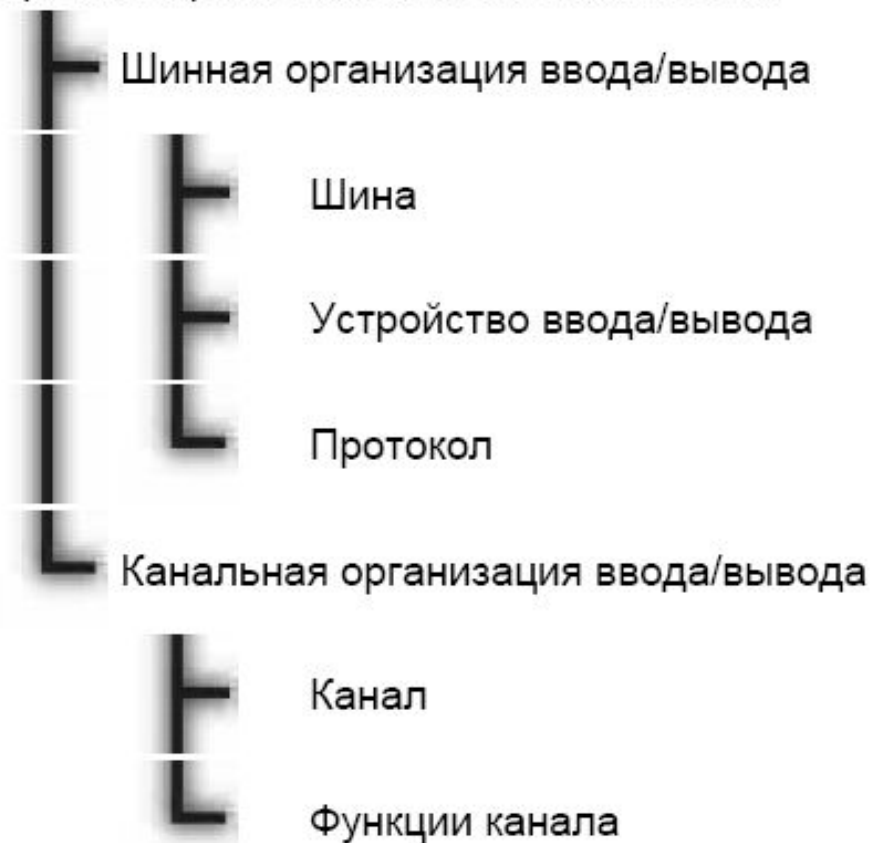 Шинная организация ввода/вывода
Шина
Устройство ввода/вывода
Протокол
Канальная организация ввода/вывода
Канал
Функции канала